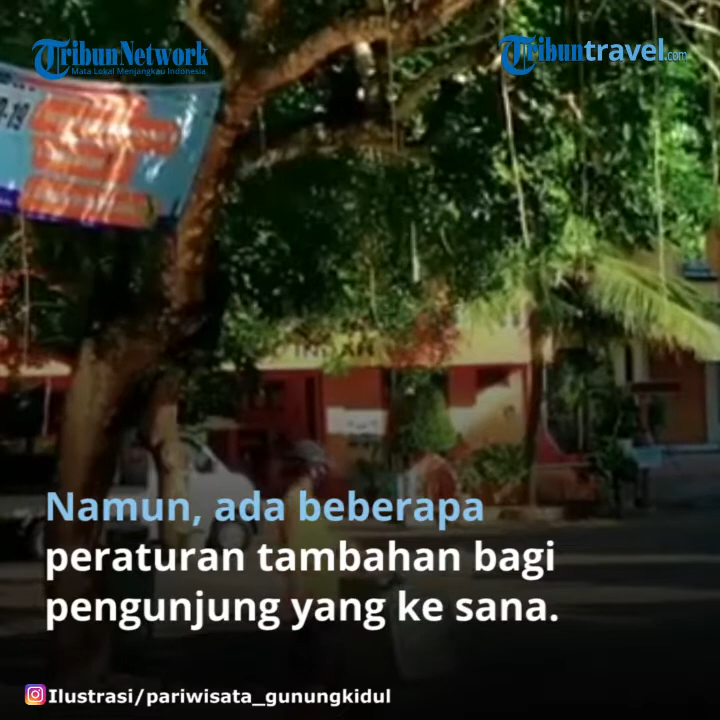 TribunNetwork
Mata Lokal Menjangkau Indonesia
Tribuntravel.com
Namun, ada beberapa
peraturan tambahan bagi
pengunjung yang ke sana.
Ilustrasi/pariwisata_gunungkidul